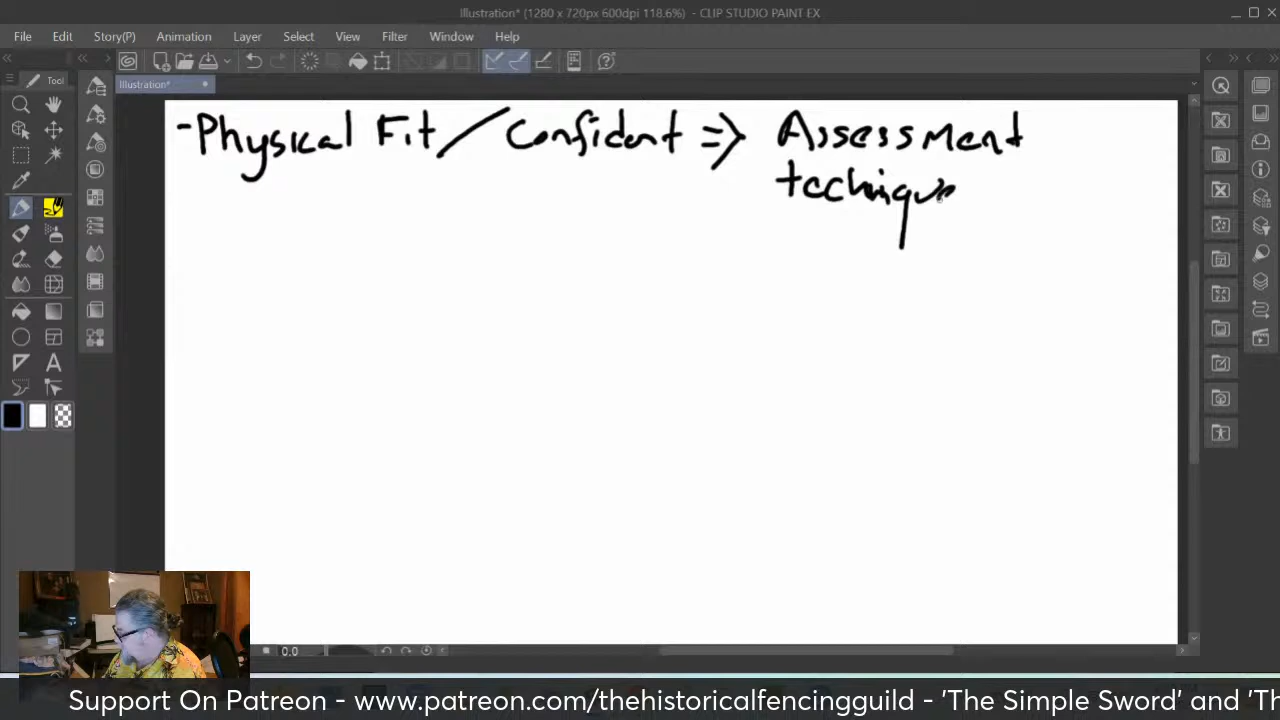 Illustration* (1280 x 720px 600dpi 118.6%) - CLIP STUDIO PAINT EX
File Edit Story(P) Animation Layer Select View Filter Window Help
Tool
Illustration*
-Physical Fit/Confident => Assessment
technique
0.0
Support On Patreon - www.patreon.com/thehistoricalfencingguild - 'The Simple Sword' and 'Th